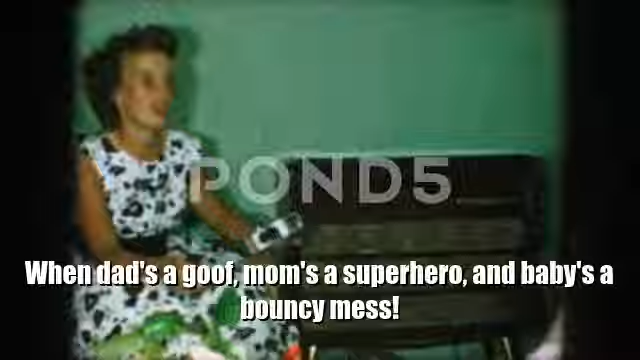 POND5
When dad's a goof, mom's a superhero, and baby's a
bouncy mess!